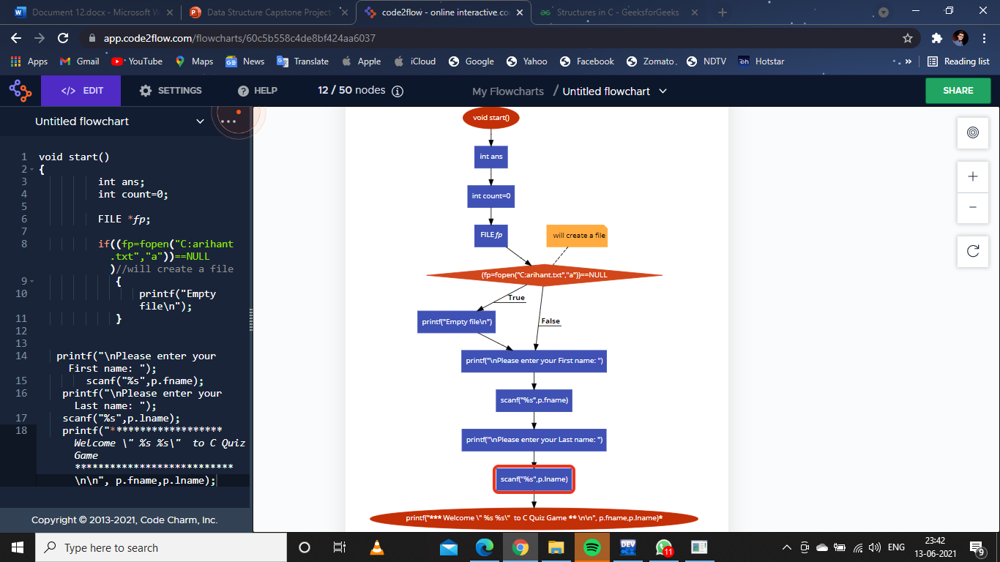 Document 12.docx - Microsoft W
Data Structure Capstone Project
code2flow - online interactive co
Structures in C - GeeksforGeeks
app.code2flow.com/flowcharts/60c5b558c4de8bf424aa6037
Apps
Gmail
YouTube
Maps
News
Translate
Apple
iCloud
Google
Yahoo
Facebook
Zomato
NDTV
Hotstar
Reading list
</> EDIT
SETTINGS
HELP
12 / 50 nodes
My Flowcharts / Untitled flowchart
SHARE
Untitled flowchart
1 void start()
2 {
3 int ans;
4 int count=0;
5
6 FILE *fp;
7
8 if((fp=fopen("C:arihant
.txt","a"))==NULL
)//will create a file
9 {
10 printf("Empty
file\n");
11 }
12
13
14 printf("\nPlease enter your
First name: ");
15 scanf("%s",p.fname);
16 printf("\nPlease enter your
Last name: ");
17 scanf("%s",p.lname);
18 printf("*******************
Welcome \" %s %s\"  to C Quiz
Game
***************************
\n\n", p.fname,p.lname);
Copyright © 2013-2021, Code Charm, Inc.
void start()
int ans
int count=0
FILE fp
will create a file
(fp=fopen("C:arihant.txt","a"))==NULL
True
False
printf("Empty file\n")
printf("\nPlease enter your First name: ")
scanf("%s",p.fname)
printf("\nPlease enter your Last name: ")
scanf("%s",p.lname)
printf("*** Welcome \" %s %s\"  to C Quiz Game ** \n\n", p.fname,p.lname)*
Type here to search
DEV
11
ENG
23:42
13-06-2021
9